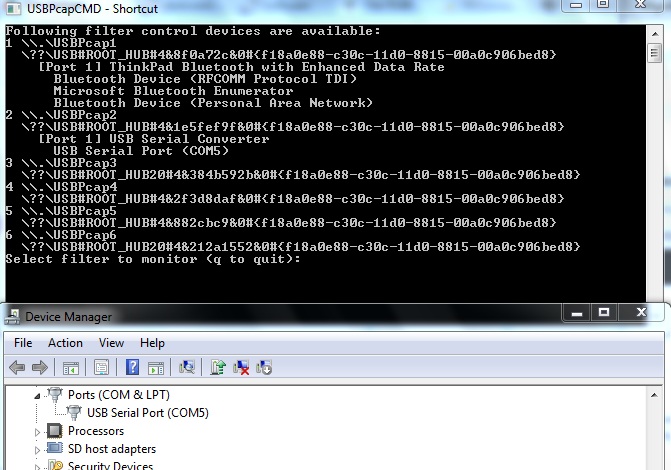 USBPcapCMD - Shortcut
Following filter control devices are available:
1 \\.\USBPcap1
\??\USB#ROOT_HUB#4&8f0a72c&0#{f18a0e88-c30c-11d0-8815-00a0c906bed8}
[Port 1] ThinkPad Bluetooth with Enhanced Data Rate
Bluetooth Device (RFCOMM Protocol TDI)
Microsoft Bluetooth Enumerator
Bluetooth Device (Personal Area Network)
2 \\.\USBPcap2
\??\USB#ROOT_HUB#4&1e5fef9f&0#{f18a0e88-c30c-11d0-8815-00a0c906bed8}
[Port 1] USB Serial Converter
USB Serial Port (COM5)
3 \\.\USBPcap3
\??\USB#ROOT_HUB20#4&384b592b&0#{f18a0e88-c30c-11d0-8815-00a0c906bed8}
4 \\.\USBPcap4
\??\USB#ROOT_HUB#4&2f3d8daf&0#{f18a0e88-c30c-11d0-8815-00a0c906bed8}
5 \\.\USBPcap5
\??\USB#ROOT_HUB#4&882cbc9&0#{f18a0e88-c30c-11d0-8815-00a0c906bed8}
6 \\.\USBPcap6
\??\USB#ROOT_HUB20#4&212a1552&0#{f18a0e88-c30c-11d0-8815-00a0c906bed8}
Select filter to monitor (q to quit):
Device Manager
File Action View Help
Ports (COM & LPT)
USB Serial Port (COM5)
Processors
SD host adapters
Security Devices